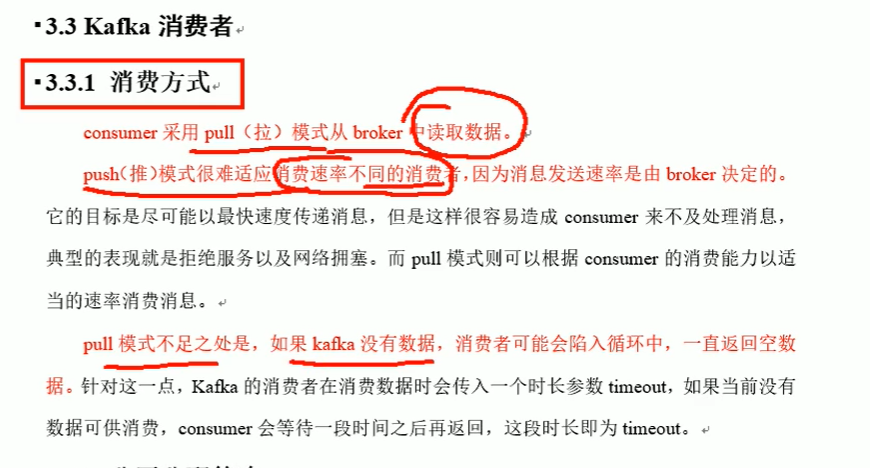 3.3 Kafka 消费者
3.3.1 消费方式
consumer 采用 pull（拉）模式从 broker 中读取数据。
push（推）模式很难适应消费速率不同的消费者，因为消息发送速率是由 broker 决定的。
它的目标是尽可能以最快速度传递消息，但是这样很容易造成 consumer 来不及处理消息，
典型的表现就是拒绝服务以及网络拥塞。而 pull 模式则可以根据 consumer 的消费能力以适
当的速率消费消息。
pull 模式不足之处是，如果 kafka 没有数据，消费者可能会陷入循环中，一直返回空数
据。针对这一点，Kafka 的消费者在消费数据时会传入一个时长参数 timeout，如果当前没有
数据可供消费，consumer 会等待一段时间之后再返回，这段时长即为 timeout。